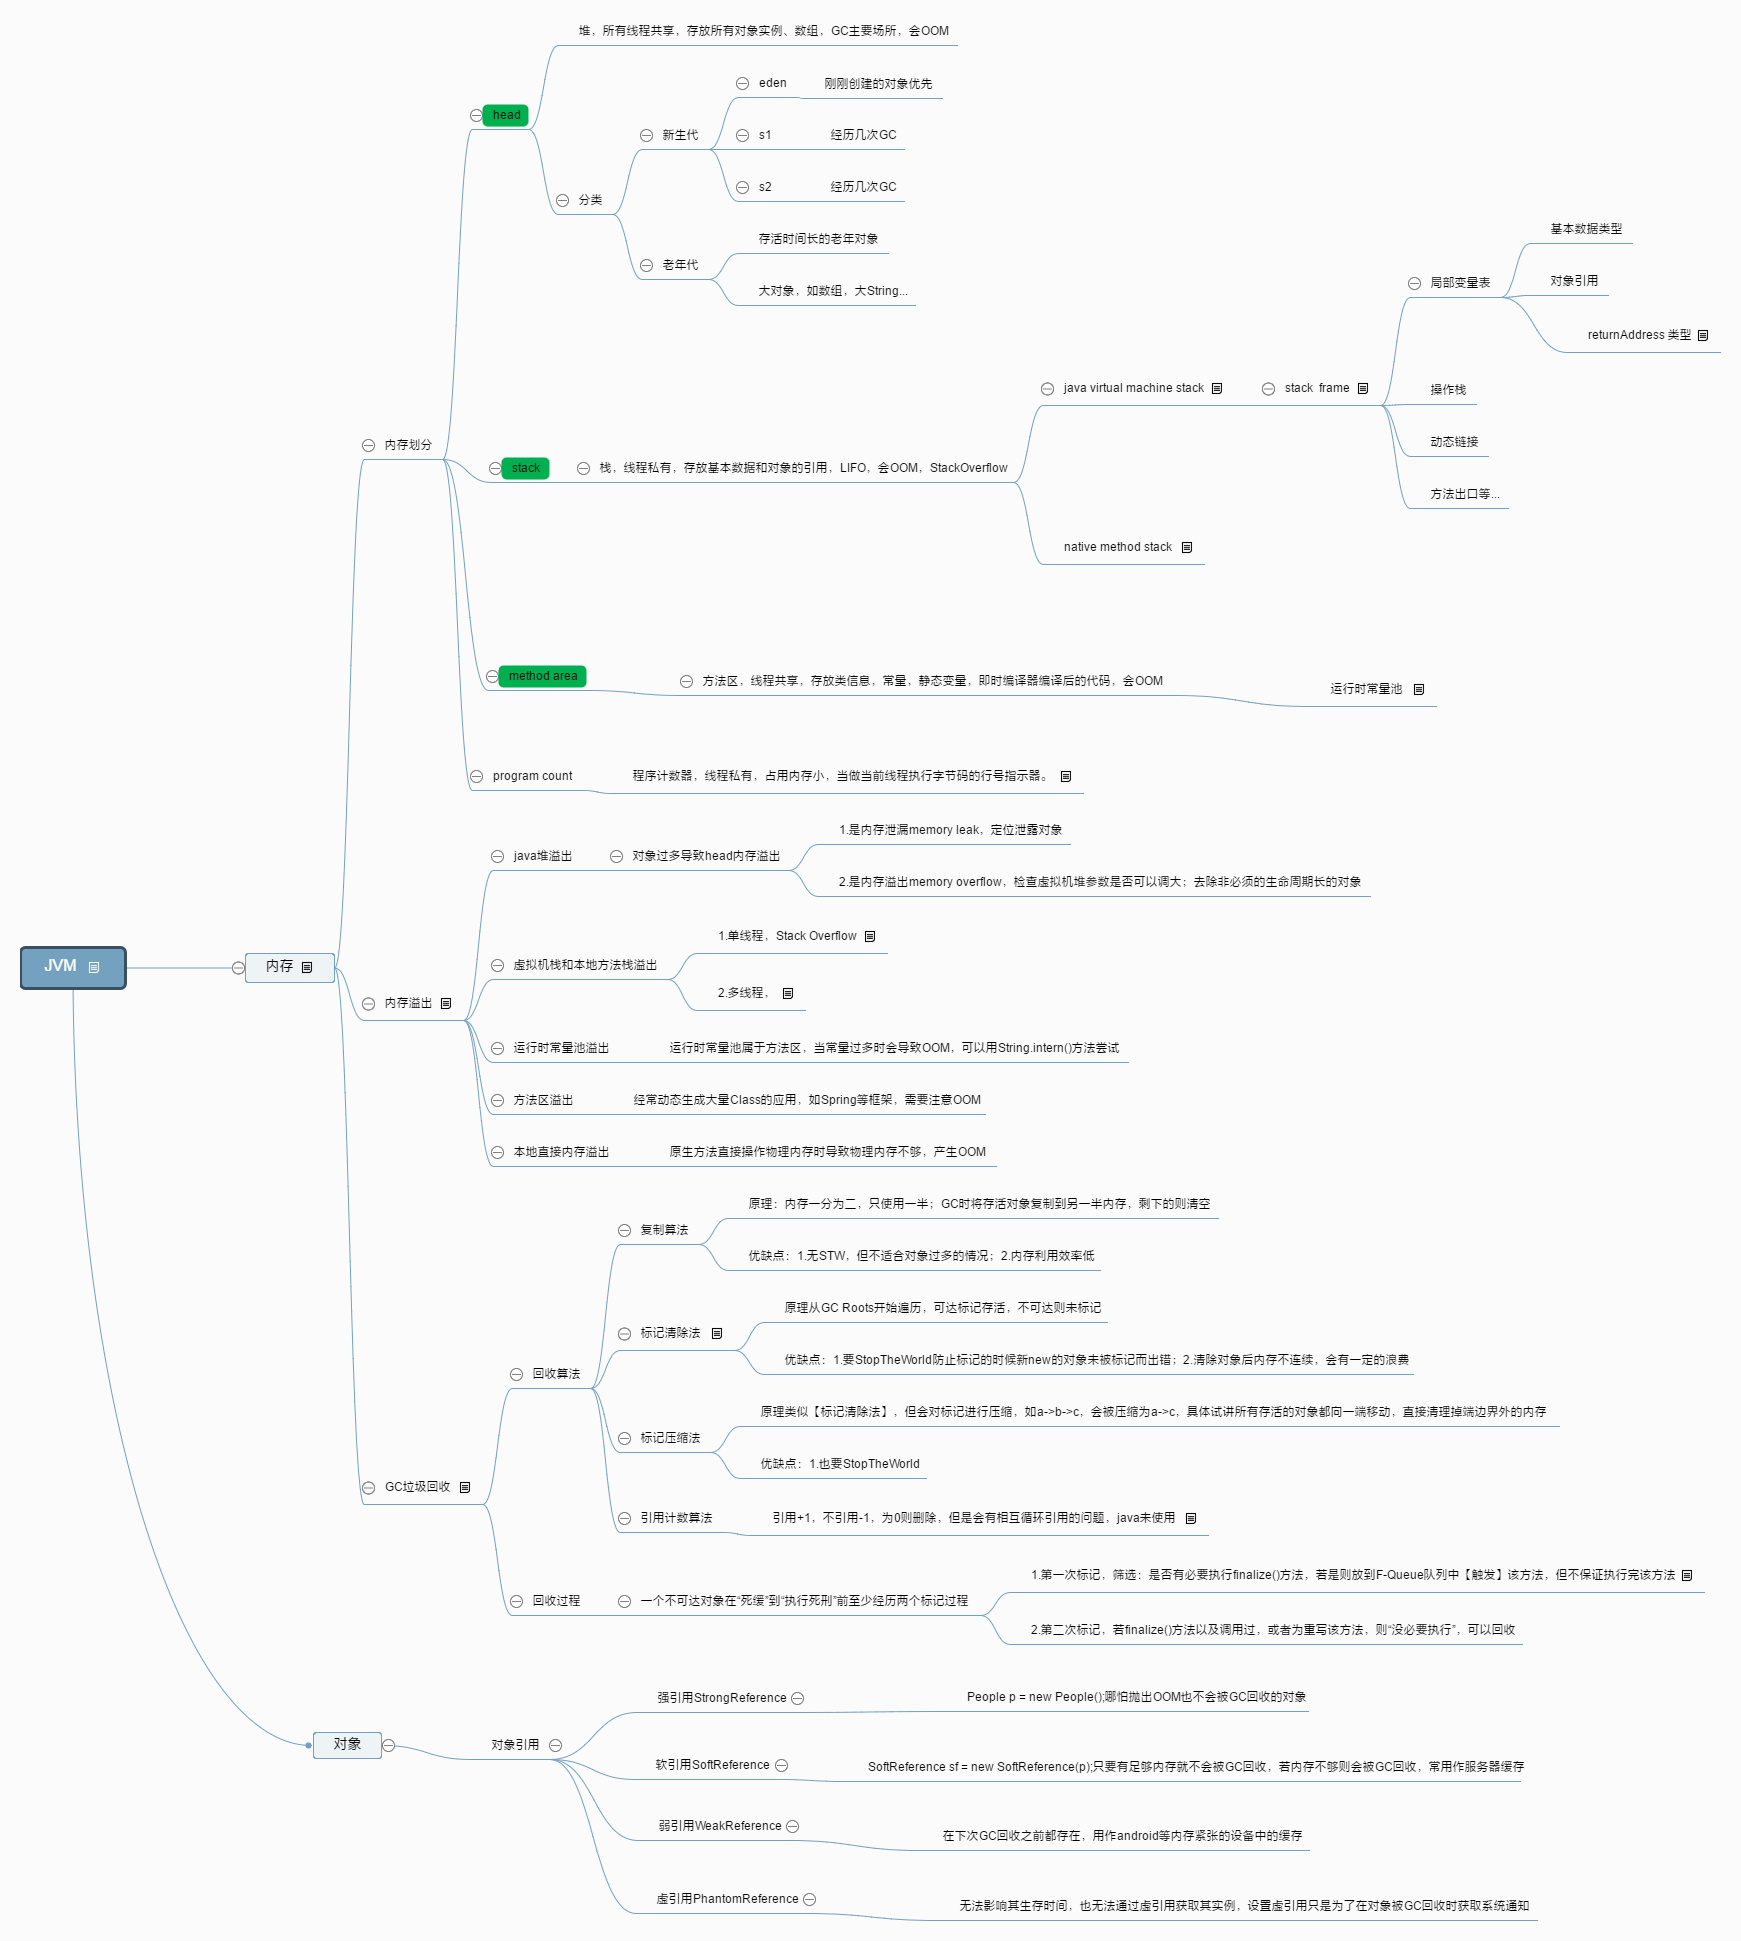 JVM
内存
内存划分
head
堆，所有线程共享，存放所有对象实例、数组，GC主要场所，会OOM
分类
新生代
eden
刚刚创建的对象优先
s1
经历几次GC
s2
经历几次GC
老年代
存活时间长的老年对象
大对象，如数组，大String...
stack
栈，线程私有，存放基本数据和对象的引用，LIFO，会OOM，StackOverflow
java virtual machine stack
stack frame
局部变量表
基本数据类型
对象引用
returnAddress 类型
操作栈
动态链接
方法出口等...
native method stack
method area
方法区，线程共享，存放类信息，常量，静态变量，即时编译器编译后的代码，会OOM
运行时常量池
program count
程序计数器，线程私有，占用内存小，当做当前线程执行字节码的行号指示器。
内存溢出
java堆溢出
对象过多导致head内存溢出
1.是内存泄漏memory leak，定位泄露对象
2.是内存溢出memory overflow，检查虚拟机堆参数是否可以调大；去除非必须的生命周期长的对象
虚拟机栈和本地方法栈溢出
1.单线程，Stack Overflow
2.多线程，
运行时常量池溢出
运行时常量池属于方法区，当常量过多时会导致OOM，可以用String.intern()方法尝试
方法区溢出
经常动态生成大量Class的应用，如Spring等框架，需要注意OOM
本地直接内存溢出
原生方法直接操作物理内存时导致物理内存不够，产生OOM
GC垃圾回收
回收算法
复制算法
原理：内存一分为二，只使用一半；GC时将存活对象复制到另一半内存，剩下的则清空
优缺点：1.无STW，但不适合对象过多的情况；2.内存利用效率低
标记清除法
原理从GC Roots开始遍历，可达标记存活，不可达则未标记
优缺点：1.要StopTheWorld防止标记的时候新new的对象未被标记而出错；2.清除对象后内存不连续，会有一定的浪费
标记压缩法
原理类似【标记清除法】，但会对标记进行压缩，如a->b->c，会被压缩为a->c，具体试讲所有存活的对象都向一端移动，直接清理掉端边界外的内存
优缺点：1.也要StopTheWorld
引用计数算法
引用+1，不引用-1，为0则删除，但是会有相互循环引用的问题，java未使用
回收过程
一个不可达对象在“死缓”到“执行死刑”前至少经历两个标记过程
1.第一次标记，筛选：是否有必要执行finalize()方法，若是则放到F-Queue队列中【触发】该方法，但不保证执行完该方法
2.第二次标记，若finalize()方法以及调用过，或者为重写该方法，则“没必要执行”，可以回收
对象
对象引用
强引用StrongReference
People p = new People();哪怕抛出OOM也不会被GC回收的对象
软引用SoftReference
SoftReference sf = new SoftReference(p);只要有足够内存就不会被GC回收，若内存不够则会被GC回收，常用作服务器缓存
弱引用WeakReference
在下次GC回收之前都存在，用作android等内存紧张的设备中的缓存
虚引用PhantomReference
无法影响其生存时间，也无法通过虚引用获取其实例，设置虚引用只是为了在对象被GC回收时获取系统通知